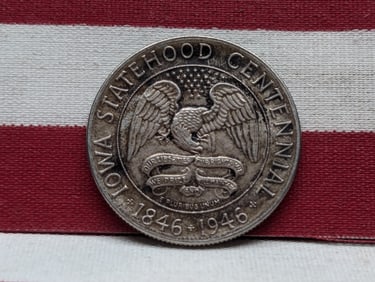 IOWA STATEHOOD CENTENNIAL
E PLURIBUS UNUM
1846 ★ 1946